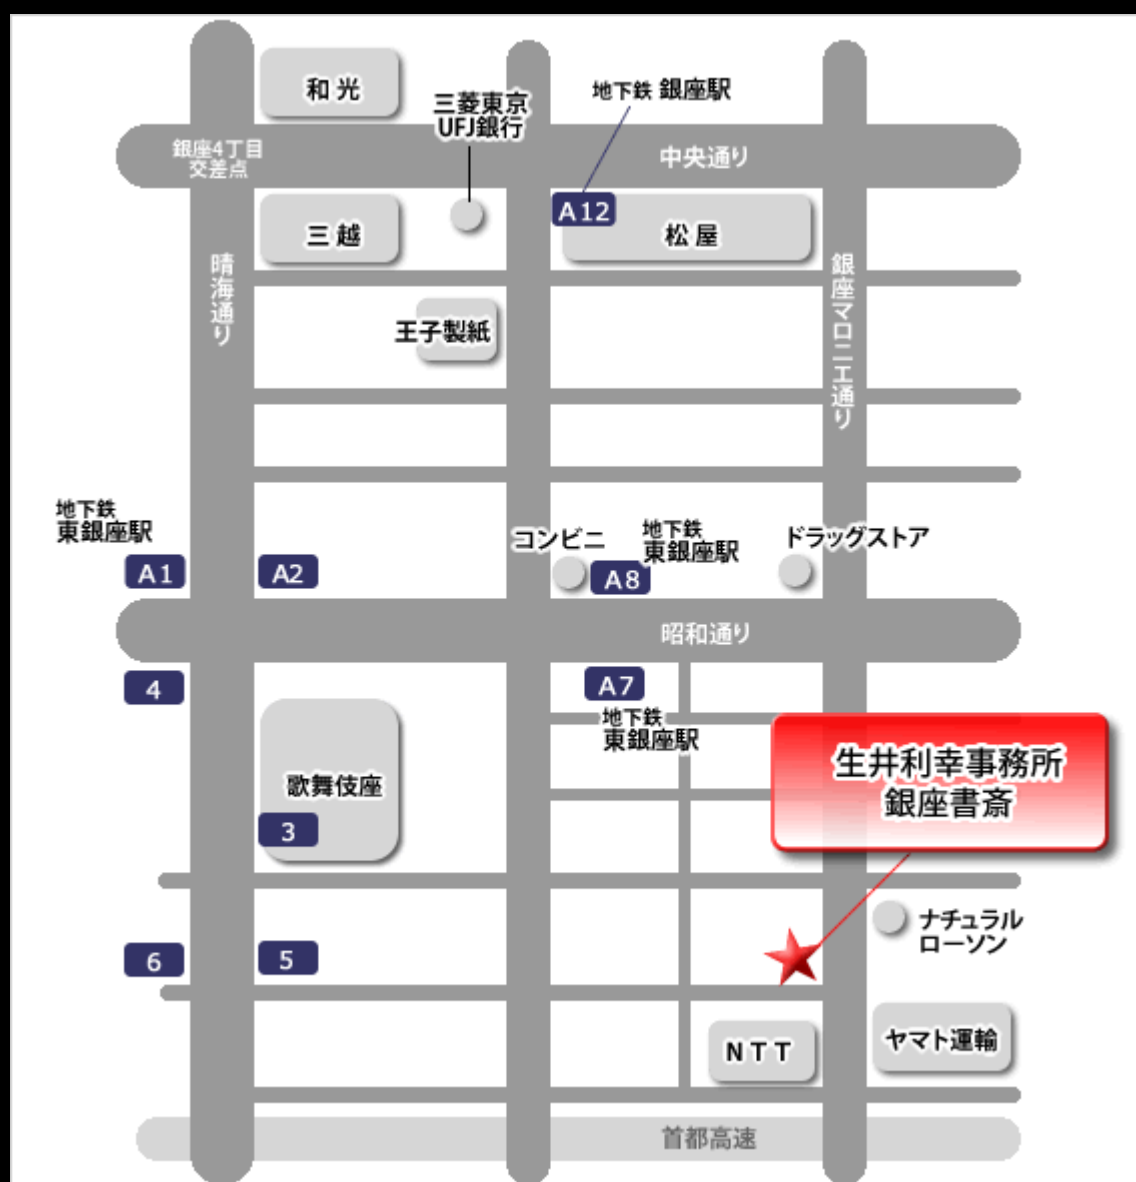 和光
三菱東京
UFJ銀行
地下鉄 銀座駅
銀座4丁目
交差点
中央通り
A12
三越
松屋
晴海通り
銀座マロニエ通り
王子製紙
地下鉄
東銀座駅
コンビニ
地下鉄
東銀座駅
ドラッグストア
A1
A2
A8
昭和通り
4
A7
地下鉄
東銀座駅
生井利幸事務所
銀座書斎
歌舞伎座
3
ナチュラル
ローソン
6
5
NTT
ヤマト運輸
首都高速